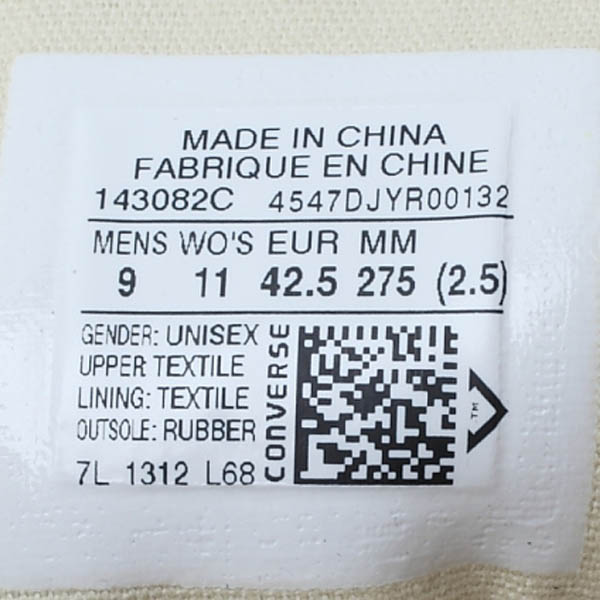 MADE IN CHINA
FABRIQUE EN CHINE
143082C 4547DJYR00132
MENS WO'S EUR MM
9 11 42.5 275 (2.5)
GENDER: UNISEX
UPPER: TEXTILE
LINING: TEXTILE
OUTSOLE: RUBBER
7L 1312 L68
CONVERSE
TM